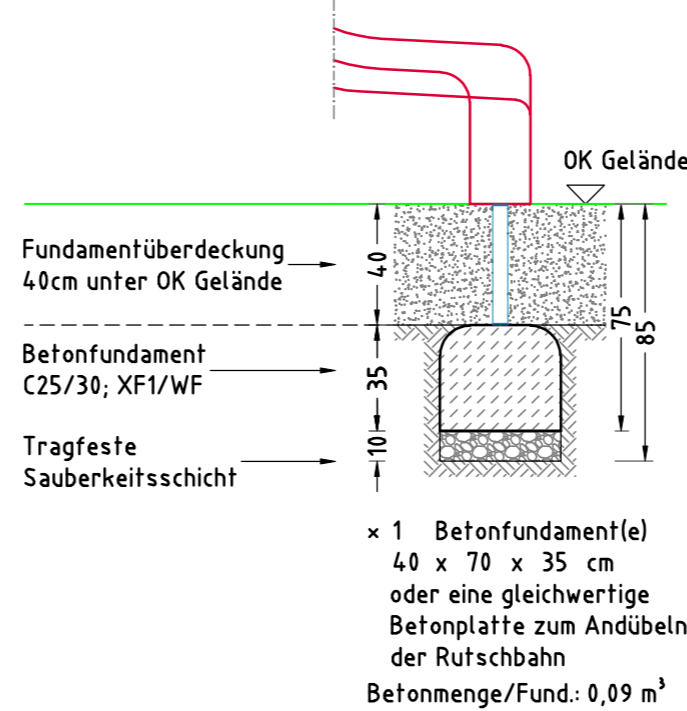 OK Gelände
Fundamentüberdeckung
40cm unter OK Gelände
40
75
85
Betonfundament
C25/30; XF1/WF
35
Tragfeste
Sauberkeitsschicht
10
× 1 Betonfundament(e)
40 x 70 x 35 cm
oder eine gleichwertige
Betonplatte zum Andübeln
der Rutschbahn
Betonmenge/Fund.: 0,09 m³